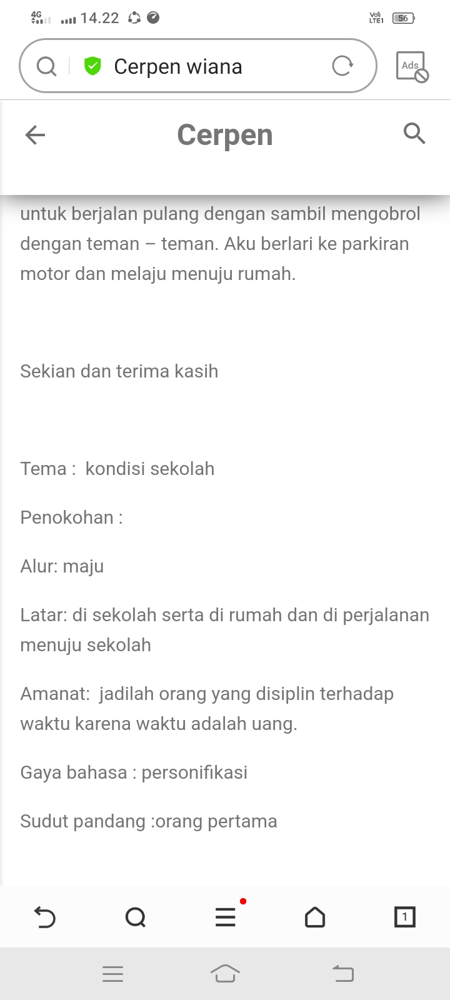 4G 14.22 Vo) LTE1 56
Cerpen wiana Ads
Cerpen
untuk berjalan pulang dengan sambil mengobrol
dengan teman – teman. Aku berlari ke parkiran
motor dan melaju menuju rumah.
Sekian dan terima kasih
Tema :  kondisi sekolah
Penokohan :
Alur: maju
Latar: di sekolah serta di rumah dan di perjalanan
menuju sekolah
Amanat:  jadilah orang yang disiplin terhadap
waktu karena waktu adalah uang.
Gaya bahasa : personifikasi
Sudut pandang :orang pertama
1